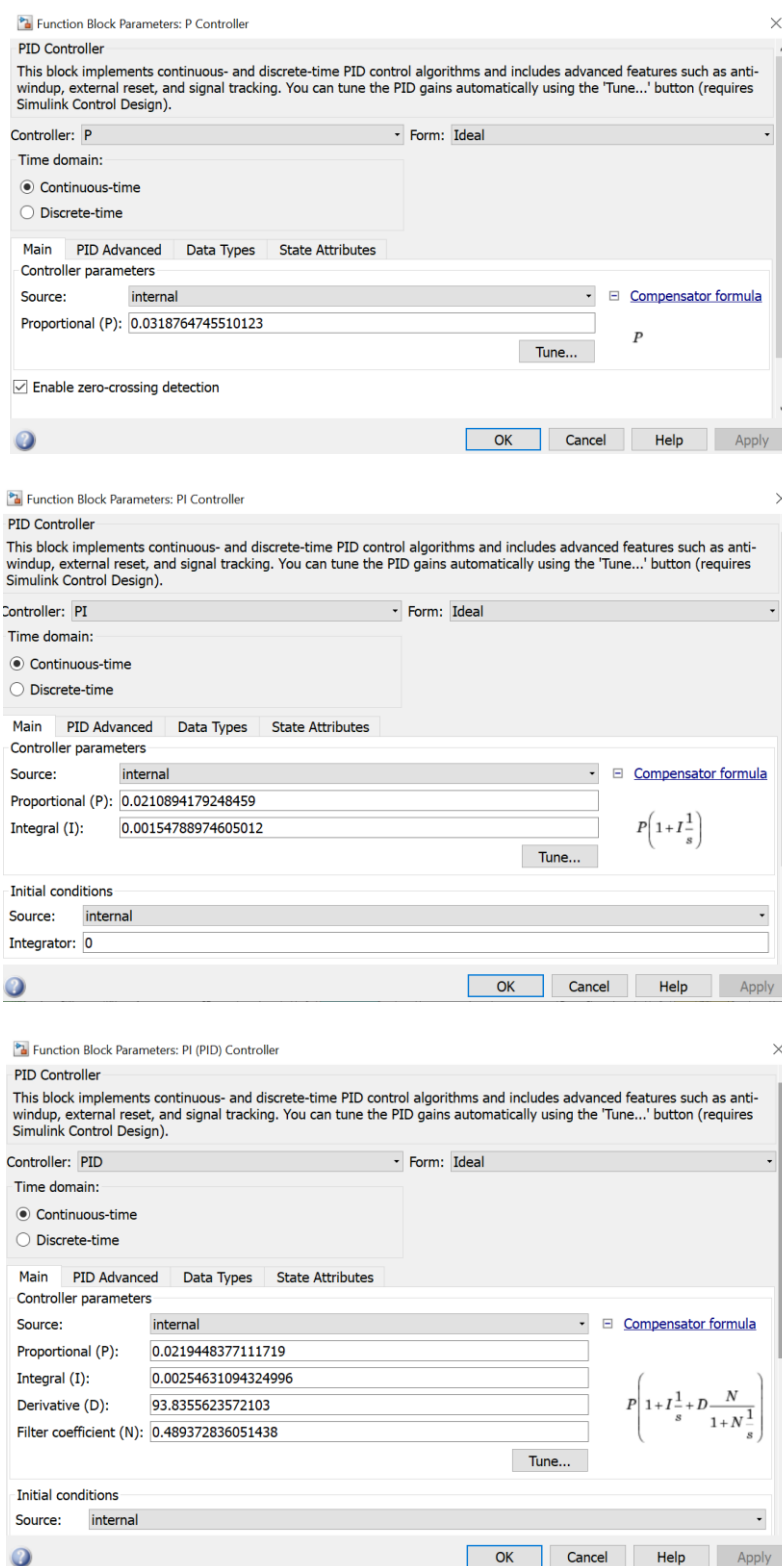 Function Block Parameters: P Controller
PID Controller
This block implements continuous- and discrete-time PID control algorithms and includes advanced features such as anti-
windup, external reset, and signal tracking. You can tune the PID gains automatically using the 'Tune...' button (requires
Simulink Control Design).
Controller: P Form: Ideal
Time domain:
Continuous-time
Discrete-time
Main PID Advanced Data Types State Attributes
Controller parameters
Source: internal Compensator formula
Proportional (P): 0.0318764745510123
P
Tune...
Enable zero-crossing detection
OK Cancel Help Apply
Function Block Parameters: PI Controller
PID Controller
This block implements continuous- and discrete-time PID control algorithms and includes advanced features such as anti-
windup, external reset, and signal tracking. You can tune the PID gains automatically using the 'Tune...' button (requires
Simulink Control Design).
Controller: PI Form: Ideal
Time domain:
Continuous-time
Discrete-time
Main PID Advanced Data Types State Attributes
Controller parameters
Source: internal Compensator formula
Proportional (P): 0.0210894179248459
Integral (I): 0.00154788974605012
P(1+I 1/s)
Tune...
Initial conditions
Source: internal
Integrator: 0
OK Cancel Help Apply
Function Block Parameters: PI (PID) Controller
PID Controller
This block implements continuous- and discrete-time PID control algorithms and includes advanced features such as anti-
windup, external reset, and signal tracking. You can tune the PID gains automatically using the 'Tune...' button (requires
Simulink Control Design).
Controller: PID Form: Ideal
Time domain:
Continuous-time
Discrete-time
Main PID Advanced Data Types State Attributes
Controller parameters
Source: internal Compensator formula
Proportional (P): 0.0219448377111719
Integral (I): 0.00254631094324996
Derivative (D): 93.8355623572103
Filter coefficient (N): 0.489372836051438
P(1+I 1/s +D N/(1+N 1/s))
Tune...
Initial conditions
Source: internal
OK Cancel Help Apply